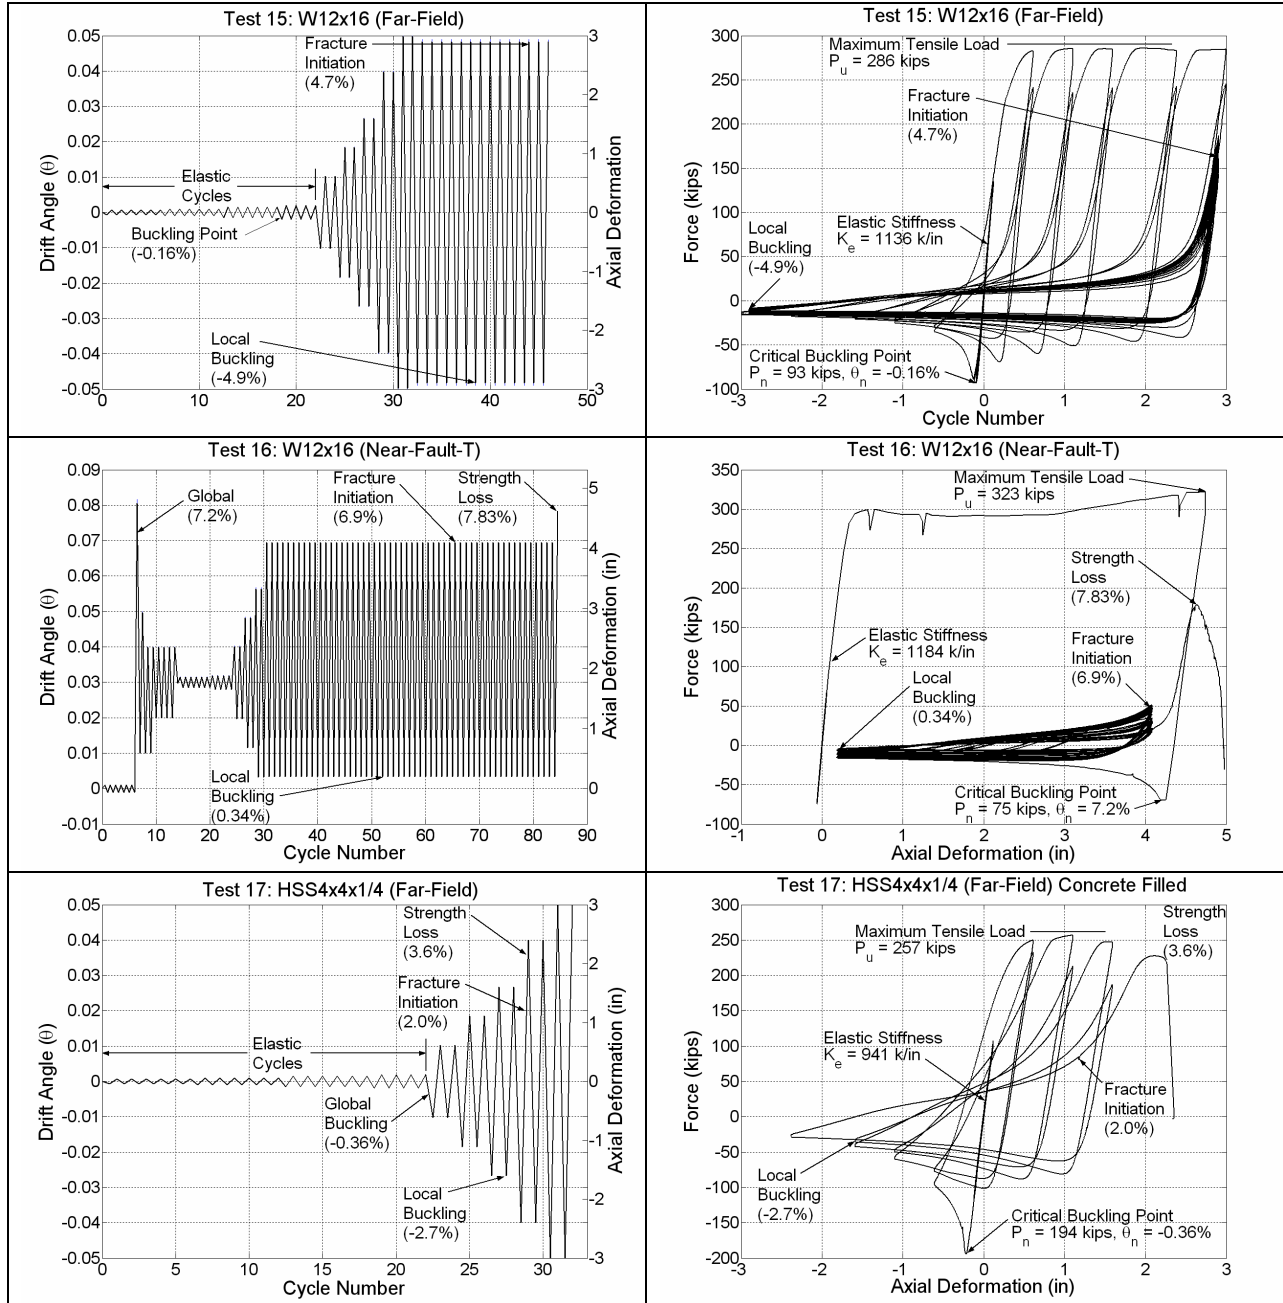 Test 15: W12x16 (Far-Field)
0.05
0.04
0.03
0.02
0.01
0
-0.01
-0.02
-0.03
-0.04
-0.05
Drift Angle (θ)
3
2
1
0
-1
-2
-3
Axial Deformation
Fracture
Initiation
(4.7%)
Elastic
Cycles
Buckling Point
(-0.16%)
Local
Buckling
(-4.9%)
0 10 20 30 40 50
Test 15: W12x16 (Far-Field)
300
250
200
150
100
50
0
-50
-100
Force (kips)
Maximum Tensile Load
Pu = 286 kips
Fracture
Initiation
(4.7%)
Elastic Stiffness
Ke = 1136 k/in
Local
Buckling
(-4.9%)
Critical Buckling Point
Pn = 93 kips, θn = -0.16%
-3 -2 -1 0 1 2 3
Cycle Number
Test 16: W12x16 (Near-Fault-T)
0.09
0.08
0.07
0.06
0.05
0.04
0.03
0.02
0.01
0
-0.01
Drift Angle (θ)
5
4
3
2
1
0
Axial Deformation (in)
Global
(7.2%)
Fracture
Initiation
(6.9%)
Strength
Loss
(7.83%)
Local
Buckling
(0.34%)
0 10 20 30 40 50 60 70 80 90
Cycle Number
Test 16: W12x16 (Near-Fault-T)
350
300
250
200
150
100
50
0
-50
-100
Force (kips)
Maximum Tensile Load
Pu = 323 kips
Strength
Loss
(7.83%)
Elastic Stiffness
Ke = 1184 k/in
Fracture
Initiation
(6.9%)
Local
Buckling
(0.34%)
Critical Buckling Point
Pn = 75 kips, θn = 7.2%
-1 0 1 2 3 4 5
Axial Deformation (in)
Test 17: HSS4x4x1/4 (Far-Field)
0.05
0.04
0.03
0.02
0.01
0
-0.01
-0.02
-0.03
-0.04
-0.05
Drift Angle (θ)
3
2
1
0
-1
-2
-3
Axial Deformation (in)
Strength
Loss
(3.6%)
Fracture
Initiation
(2.0%)
Elastic
Cycles
Global
Buckling
(-0.36%)
Local
Buckling
(-2.7%)
0 5 10 15 20 25 30
Cycle Number
Test 17: HSS4x4x1/4 (Far-Field) Concrete Filled
300
250
200
150
100
50
0
-50
-100
-150
-200
Force (kips)
Strength
Loss
(3.6%)
Maximum Tensile Load
Pu = 257 kips
Elastic Stiffness
Ke = 941 k/in
Fracture
Initiation
(2.0%)
Local
Buckling
(-2.7%)
Critical Buckling Point
Pn = 194 kips, θn = -0.36%
-3 -2 -1 0 1 2 3
Axial Deformation (in)